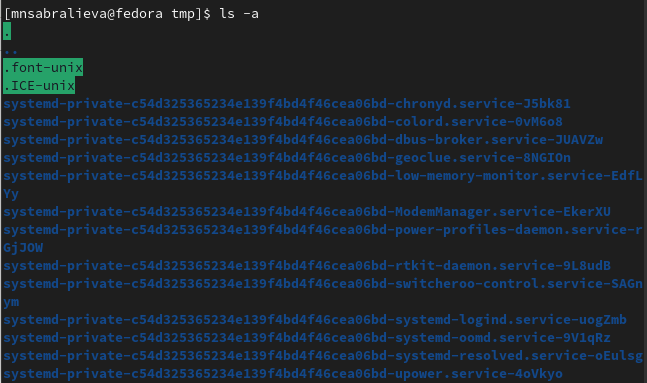 [mnsabralieva@fedora tmp]$ ls -a
.
..
.font-unix
.ICE-unix
systemd-private-c54d325365234e139f4bd4f46cea06bd-chronyd.service-J5bk81
systemd-private-c54d325365234e139f4bd4f46cea06bd-colord.service-0vM6o8
systemd-private-c54d325365234e139f4bd4f46cea06bd-dbus-broker.service-JUAVZw
systemd-private-c54d325365234e139f4bd4f46cea06bd-geoclue.service-8NGIOn
systemd-private-c54d325365234e139f4bd4f46cea06bd-low-memory-monitor.service-EdfL
Yy
systemd-private-c54d325365234e139f4bd4f46cea06bd-ModemManager.service-EkerXU
systemd-private-c54d325365234e139f4bd4f46cea06bd-power-profiles-daemon.service-r
GjJOW
systemd-private-c54d325365234e139f4bd4f46cea06bd-rtkit-daemon.service-9L8udB
systemd-private-c54d325365234e139f4bd4f46cea06bd-switcheroo-control.service-SAGn
ym
systemd-private-c54d325365234e139f4bd4f46cea06bd-systemd-logind.service-uogZmb
systemd-private-c54d325365234e139f4bd4f46cea06bd-systemd-oomd.service-9V1qRz
systemd-private-c54d325365234e139f4bd4f46cea06bd-systemd-resolved.service-oEulsg
systemd-private-c54d325365234e139f4bd4f46cea06bd-upower.service-4oVkyo